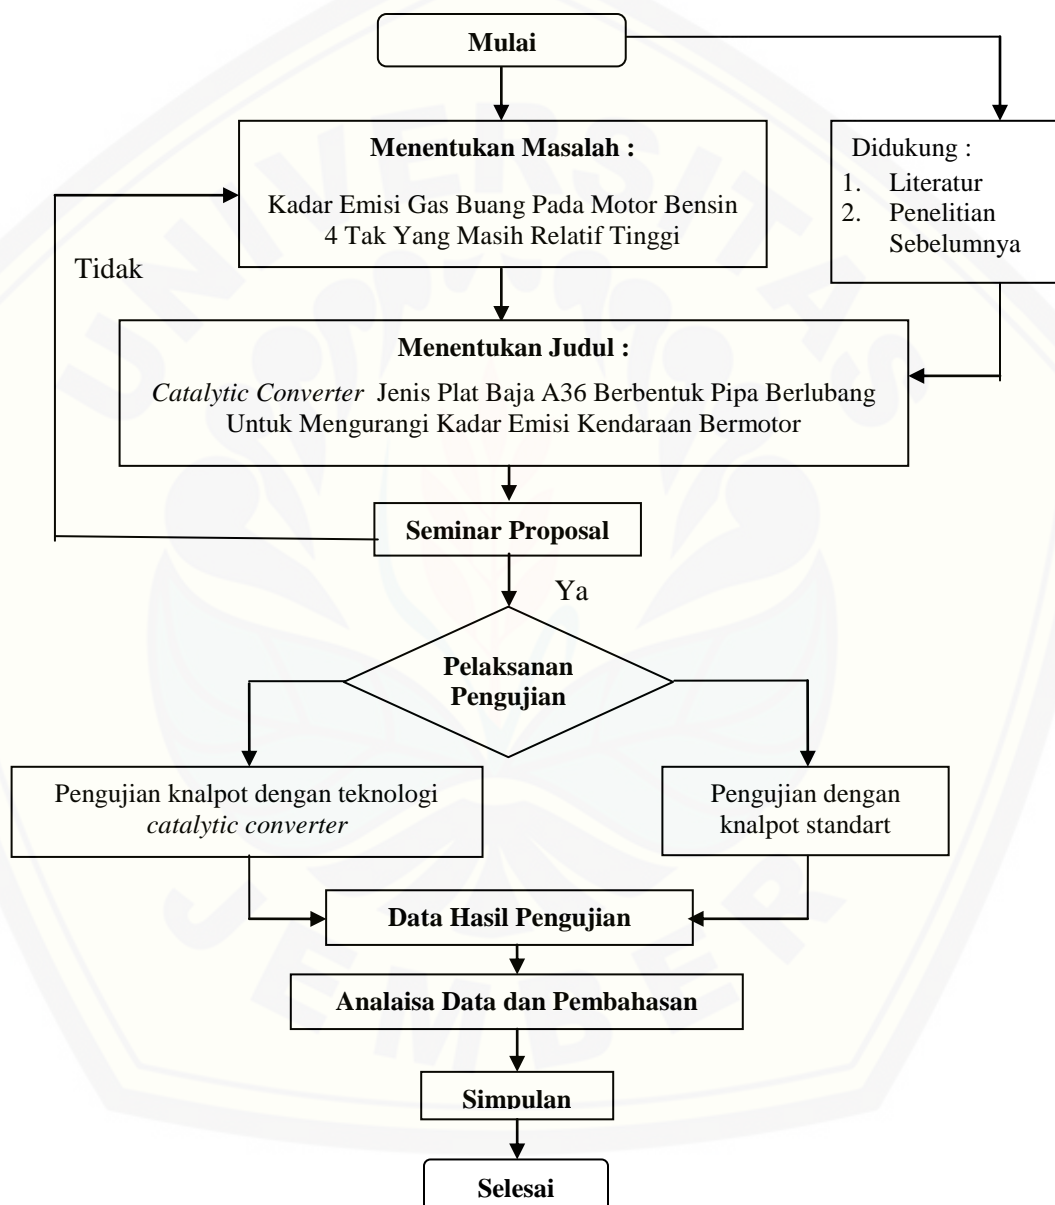 Mulai
Menentukan Masalah :
Kadar Emisi Gas Buang Pada Motor Bensin
4 Tak Yang Masih Relatif Tinggi
Didukung :
1. Literatur
2. Penelitian
Sebelumnya
Tidak
Menentukan Judul :
Catalytic Converter Jenis Plat Baja A36 Berbentuk Pipa Berlubang
Untuk Mengurangi Kadar Emisi Kendaraan Bermotor
Seminar Proposal
Ya
Pelaksanan
Pengujian
Pengujian knalpot dengan teknologi
catalytic converter
Pengujian dengan
knalpot standart
Data Hasil Pengujian
Analaisa Data dan Pembahasan
Simpulan
Selesai
UNIVERSITAS
JEMBER